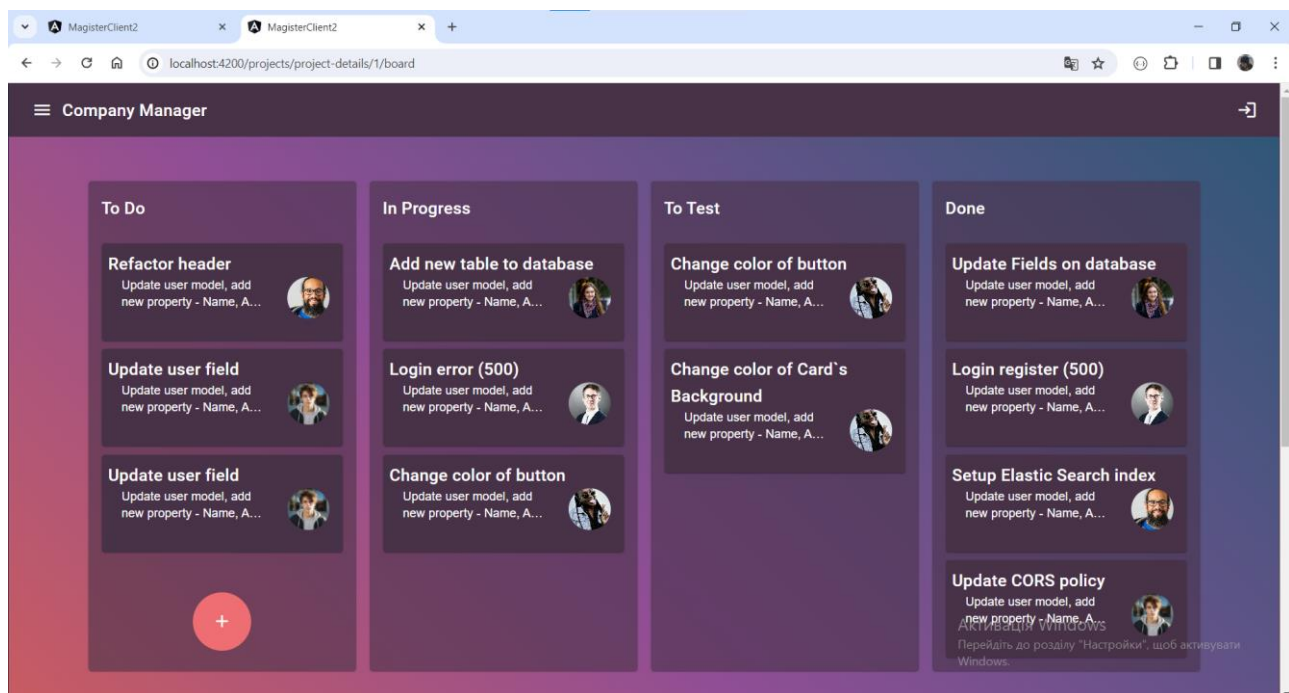 MagisterClient2
MagisterClient2
localhost:4200/projects/project-details/1/board
Company Manager
To Do
Refactor header
Update user model, add
new property - Name, A...
Update user field
Update user model, add
new property - Name, A...
Update user field
Update user model, add
new property - Name, A...
+
In Progress
Add new table to database
Update user model, add
new property - Name, A...
Login error (500)
Update user model, add
new property - Name, A...
Change color of button
Update user model, add
new property - Name, A...
To Test
Change color of button
Update user model, add
new property - Name, A...
Change color of Card`s
Background
Update user model, add
new property - Name, A...
Done
Update Fields on database
Update user model, add
new property - Name, A...
Login register (500)
Update user model, add
new property - Name, A...
Setup Elastic Search index
Update user model, add
new property - Name, A...
Update CORS policy
Update user model, add
new property - Name, A...
Активація Windows
Перейдіть до розділу "Настройки", щоб активувати
Windows.